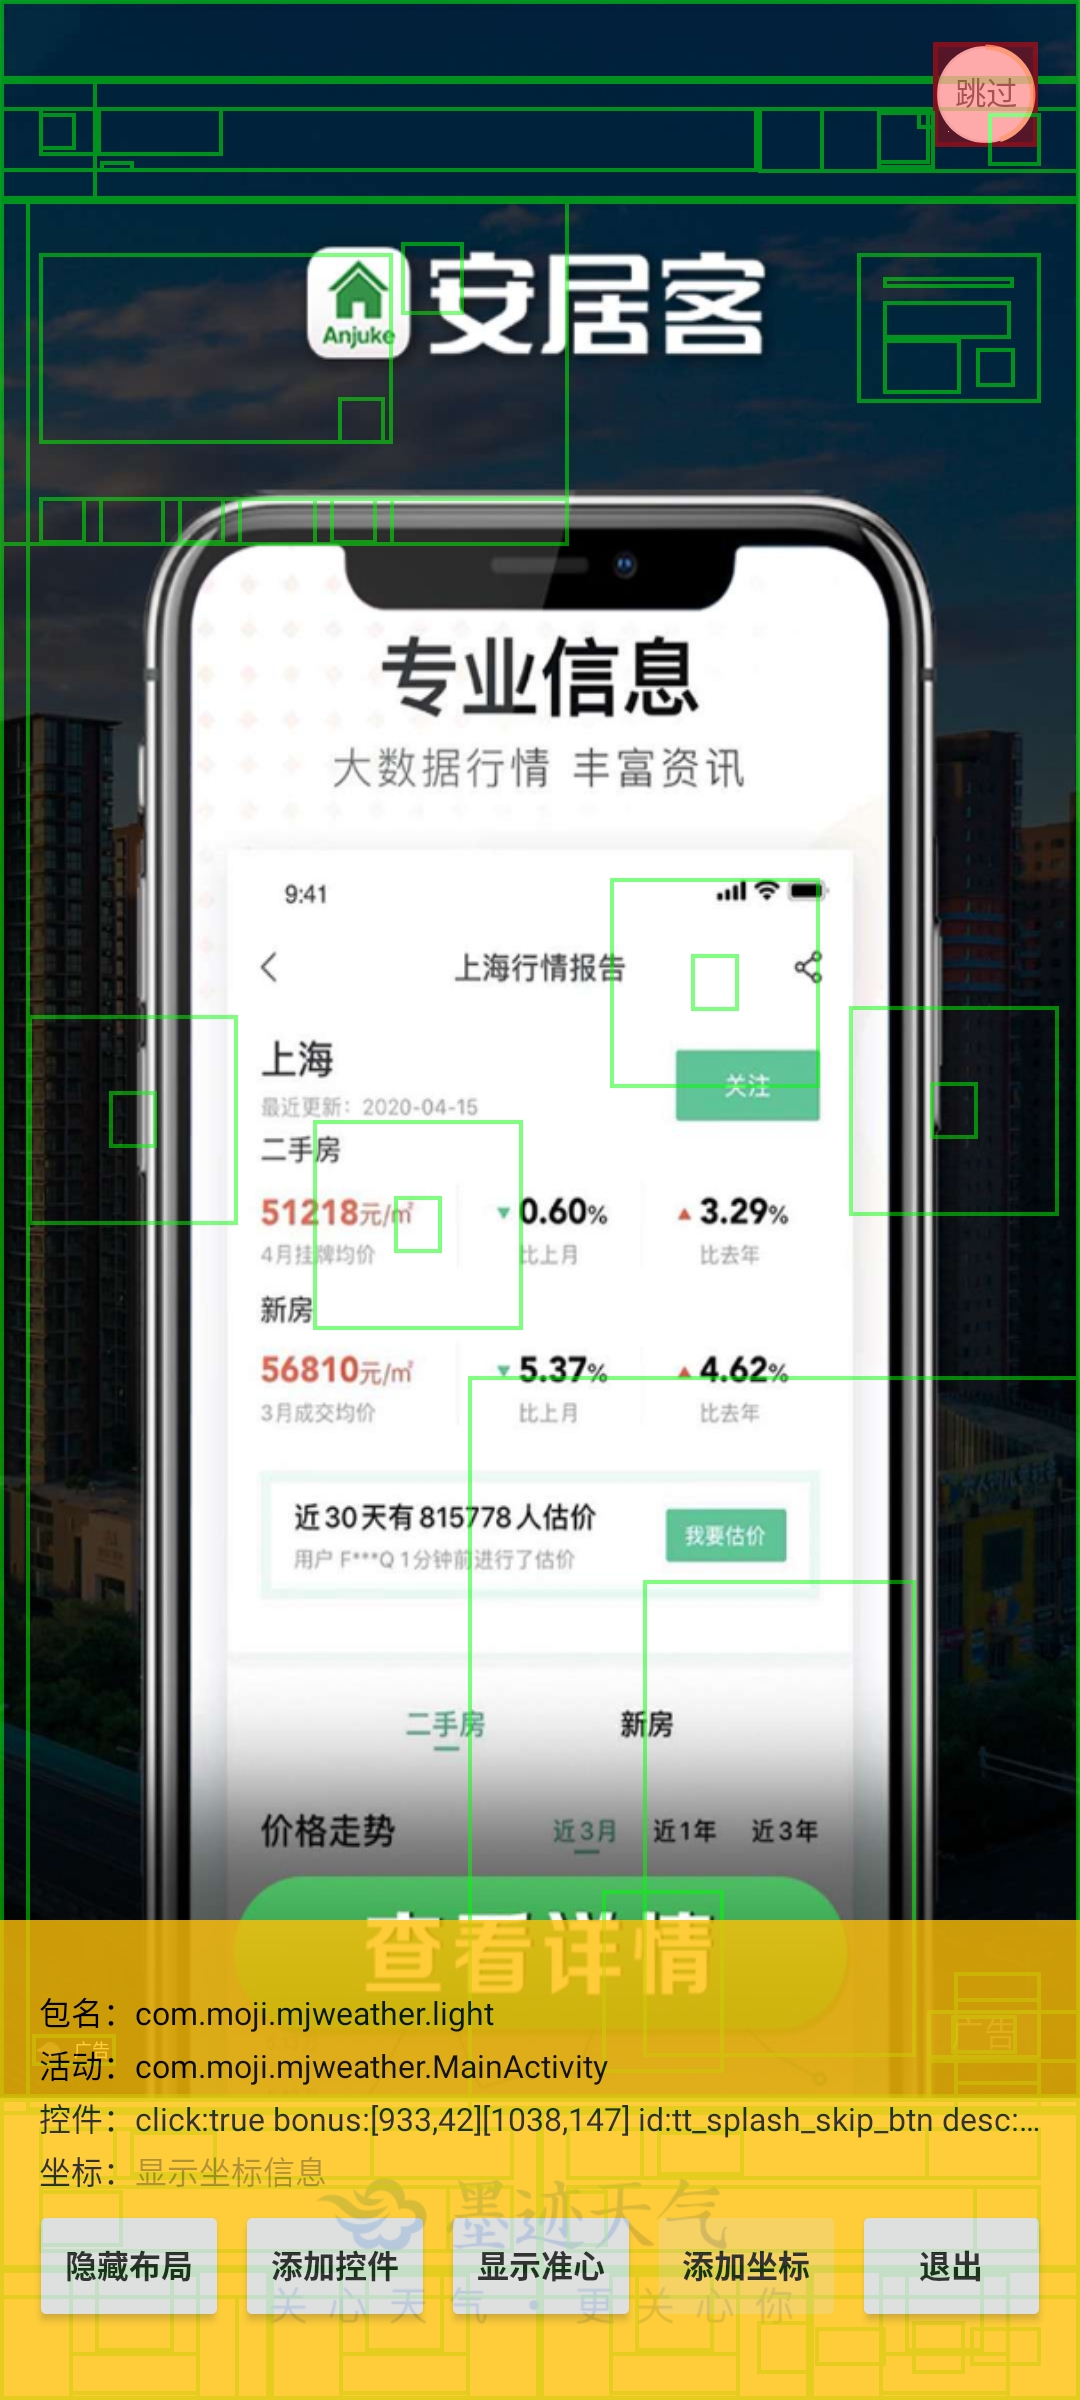 跳过
Anjuke
安居客
专业信息
大数据行情 丰富资讯
9:41
上海行情报告
上海
关注
最近更新：2020-04-15
二手房
51218元/㎡ 0.60% 3.29%
4月挂牌均价 比上月 比去年
新房
56810元/㎡ 5.37% 4.62%
3月成交均价 比上月 比去年
近30天有815778人估价
我要估价
用户 F***Q 1分钟前进行了估价
二手房 新房
价格走势 近3月 近1年 近3年
查看详情
包名：com.moji.mjweather.light
广告
广告
活动：com.moji.mjweather.MainActivity
控件：click:true bonus:[933,42][1038,147] id:tt_splash_skip_btn desc:…
坐标：显示坐标信息
墨迹天气
隐藏布局 添加控件 显示准心 添加坐标 退出
关心天气·更关心你